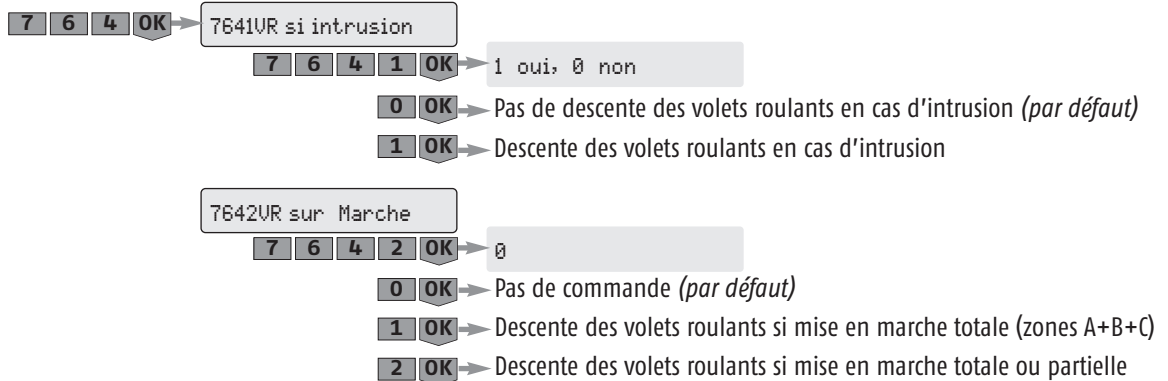 7 6 4 OK 7641VR si intrusion
7 6 4 1 OK 1 oui, 0 non
0 OK Pas de descente des volets roulants en cas d'intrusion (par défaut)
1 OK Descente des volets roulants en cas d'intrusion
7642VR sur Marche
7 6 4 2 OK 0
0 OK Pas de commande (par défaut)
1 OK Descente des volets roulants si mise en marche totale (zones A+B+C)
2 OK Descente des volets roulants si mise en marche totale ou partielle